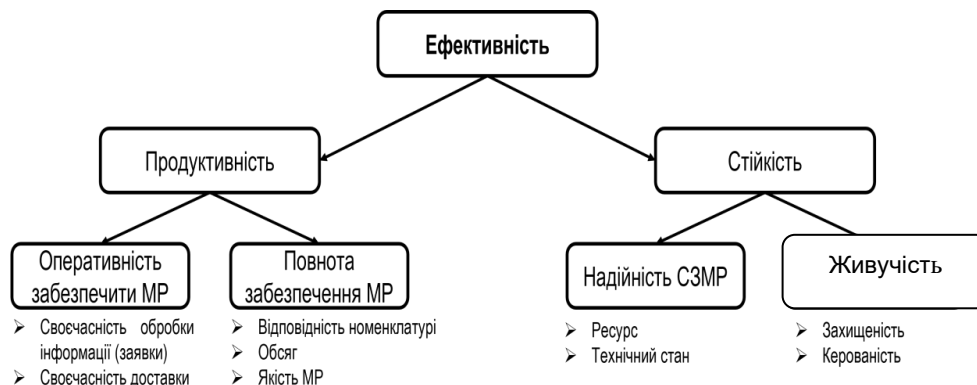 Ефективність
Продуктивність
Стійкість
Оперативність
забезпечити МР
Повнота
забезпечення МР
Надійність СЗМР
Живучість
➢ Своєчасність обробки
інформації (заявки)
➢ Своєчасність доставки
➢ Відповідність номенклатурі
➢ Обсяг
➢ Якість МР
➢ Ресурс
➢ Технічний стан
➢ Захищеність
➢ Керованість